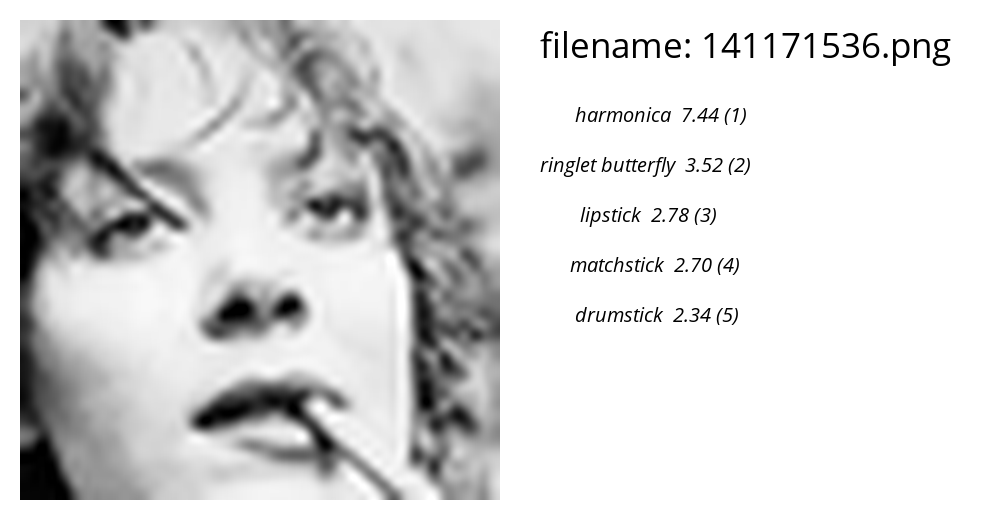 filename: 141171536.png
harmonica 7.44 (1)
ringlet butterfly 3.52 (2)
lipstick 2.78 (3)
matchstick 2.70 (4)
drumstick 2.34 (5)